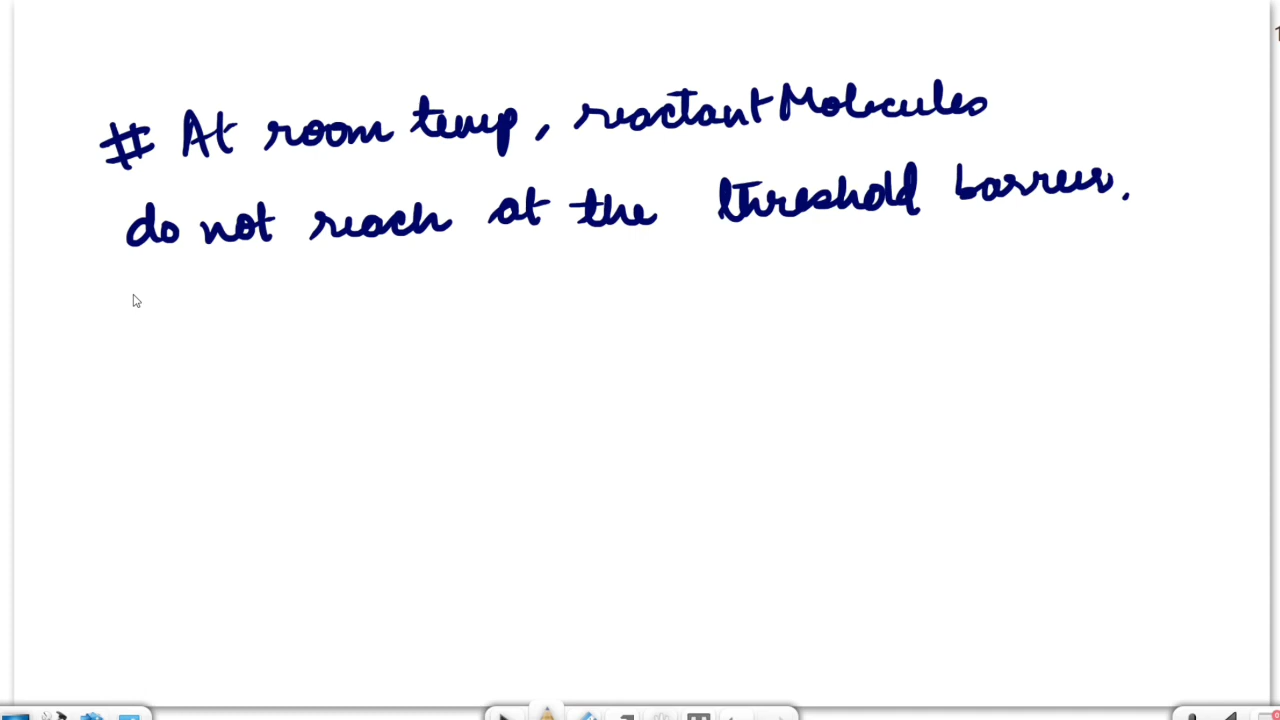 # At room temp, reactant Molecules
do not reach at the threshold barrier.